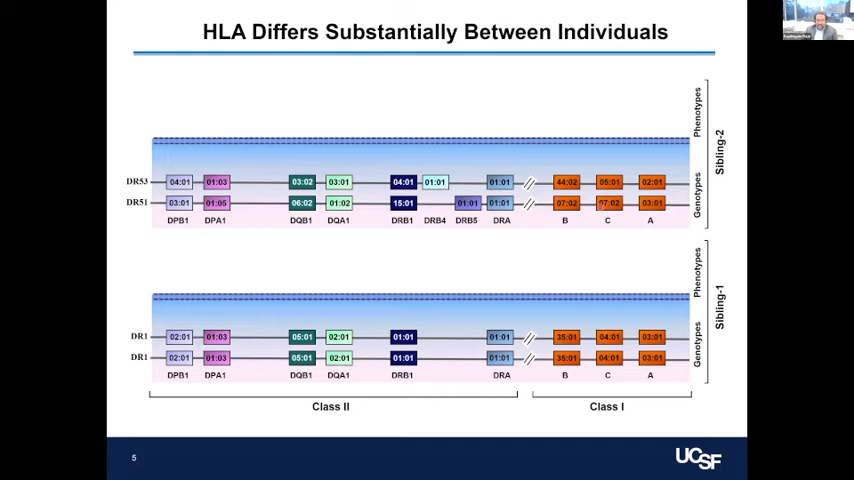 HLA Differs Substantially Between Individuals
Phenotypes
Sibling-2
Genotypes
DR53 04:01 01:03 03:02 03:01 04:01 01:01 01:01 44:02 05:01 02:01
DR51 03:01 01:05 06:02 01:02 15:01 01:01 01:01 07:02 07:02 03:01
DPB1 DPA1 DQB1 DQA1 DRB1 DRB4 DRB5 DRA B C A
Phenotypes
Sibling-1
Genotypes
DR1 02:01 01:03 05:01 02:01 01:01 01:01 35:01 04:01 03:01
DR1 02:01 01:03 05:01 02:01 01:01 01:01 35:01 04:01 03:01
DPB1 DPA1 DQB1 DQA1 DRB1 DRA B C A
Class II Class I
5
UCSF